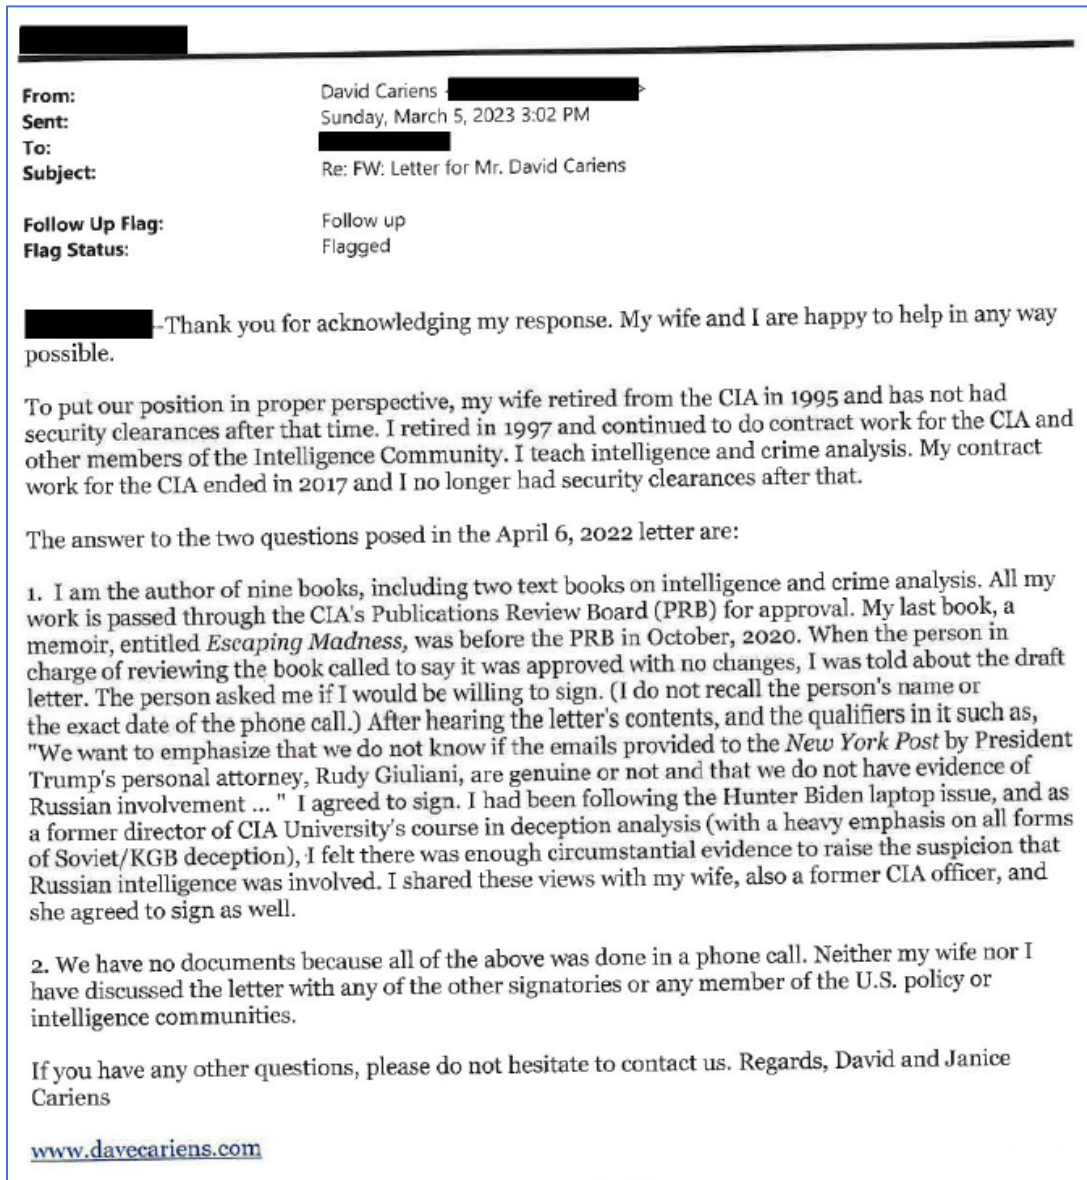 From: David Cariens
Sent: Sunday, March 5, 2023 3:02 PM
To:
Subject: Re: FW: Letter for Mr. David Cariens
Follow Up Flag: Follow up
Flag Status: Flagged
-Thank you for acknowledging my response. My wife and I are happy to help in any way
possible.
To put our position in proper perspective, my wife retired from the CIA in 1995 and has not had
security clearances after that time. I retired in 1997 and continued to do contract work for the CIA and
other members of the Intelligence Community. I teach intelligence and crime analysis. My contract
work for the CIA ended in 2017 and I no longer had security clearances after that.
The answer to the two questions posed in the April 6, 2022 letter are:
1. I am the author of nine books, including two text books on intelligence and crime analysis. All my
work is passed through the CIA's Publications Review Board (PRB) for approval. My last book, a
memoir, entitled Escaping Madness, was before the PRB in October, 2020. When the person in
charge of reviewing the book called to say it was approved with no changes, I was told about the draft
letter. The person asked me if I would be willing to sign. (I do not recall the person's name or
the exact date of the phone call.) After hearing the letter's contents, and the qualifiers in it such as,
"We want to emphasize that we do not know if the emails provided to the New York Post by President
Trump's personal attorney, Rudy Giuliani, are genuine or not and that we do not have evidence of
Russian involvement ... " I agreed to sign. I had been following the Hunter Biden laptop issue, and as
a former director of CIA University's course in deception analysis (with a heavy emphasis on all forms
of Soviet/KGB deception), I felt there was enough circumstantial evidence to raise the suspicion that
Russian intelligence was involved. I shared these views with my wife, also a former CIA officer, and
she agreed to sign as well.
2. We have no documents because all of the above was done in a phone call. Neither my wife nor I
have discussed the letter with any of the other signatories or any member of the U.S. policy or
intelligence communities.
If you have any other questions, please do not hesitate to contact us. Regards, David and Janice
Cariens
www.davecariens.com